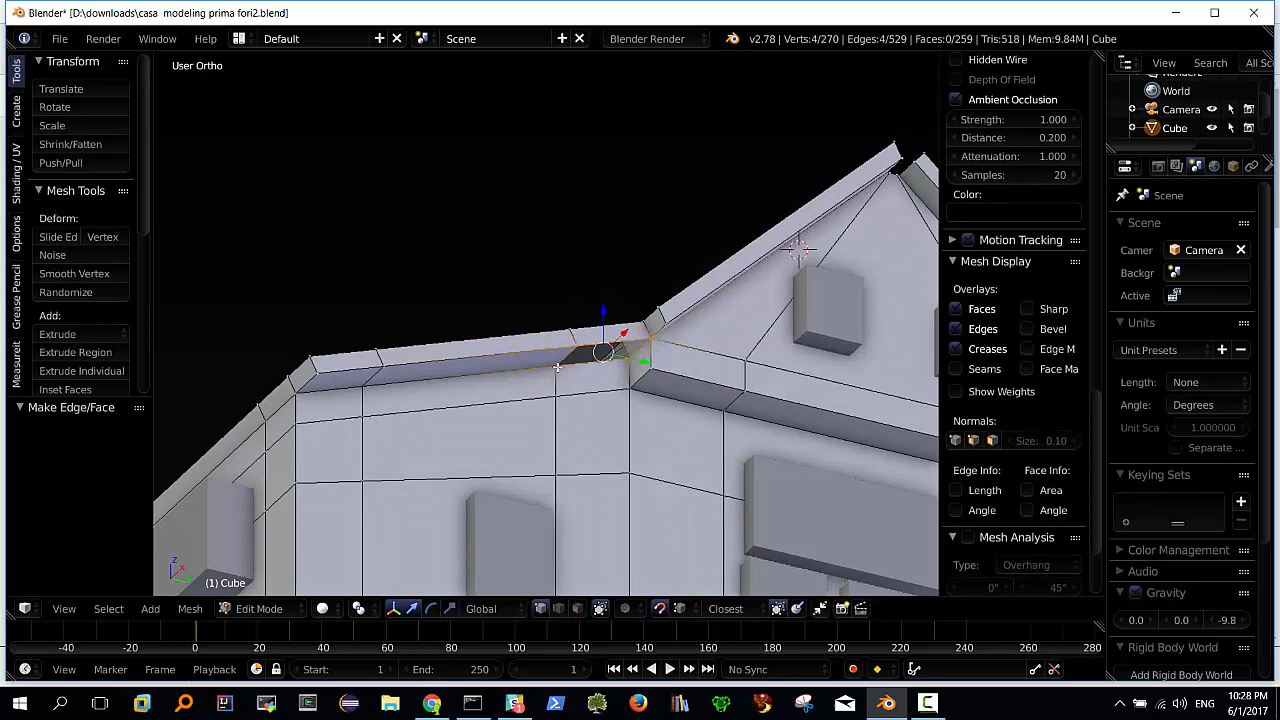 Blender* [D:\downloads\casa modeling prima fori2.blend]
File Render Window Help Default Scene Blender Render v2.78 | Verts:4/270 | Edges:4/529 | Faces:0/259 | Tris:518 | Mem:9.84M | Cube
User Ortho
Tools
Create
Shading / UV
Options
Grease Pencil
Measureit
Transform
Translate
Rotate
Scale
Shrink/Fatten
Push/Pull
Mesh Tools
Deform:
Slide Ed Vertex
Noise
Smooth Vertex
Randomize
Add:
Extrude
Extrude Region
Extrude Individual
Inset Faces
Make Edge/Face
(1) Cube
z
x
y
Hidden Wire
Depth Of Field
Ambient Occlusion
Strength: 1.000
Distance: 0.200
Attenuation: 1.000
Samples: 20
Color:
Motion Tracking
Mesh Display
Overlays:
Faces Sharp
Edges Bevel
Creases Edge M
Seams Face Ma
Show Weights
Normals:
Size: 0.10
Edge Info: Face Info:
Length Area
Angle Angle
Mesh Analysis
Type: Overhang
0° 45°
View Search All Sc
World
Camera
Cube
Scene
Scene
Camer Camera
Backgr
Active
Units
Unit Presets
Length: None
Angle: Degrees
Unit Sca 1.000000
Separate ...
Keying Sets
Color Management
Audio
Gravity
0.0 0.0 -9.8
Rigid Body World
Add Rigid Body World
View Select Add Mesh Edit Mode Global Closest
-40 -20 0 20 40 60 80 100 120 140 160 180 200 220 240 260 280
View Marker Frame Playback Start: 1 End: 250 1 No Sync
10:28 PM
6/1/2017